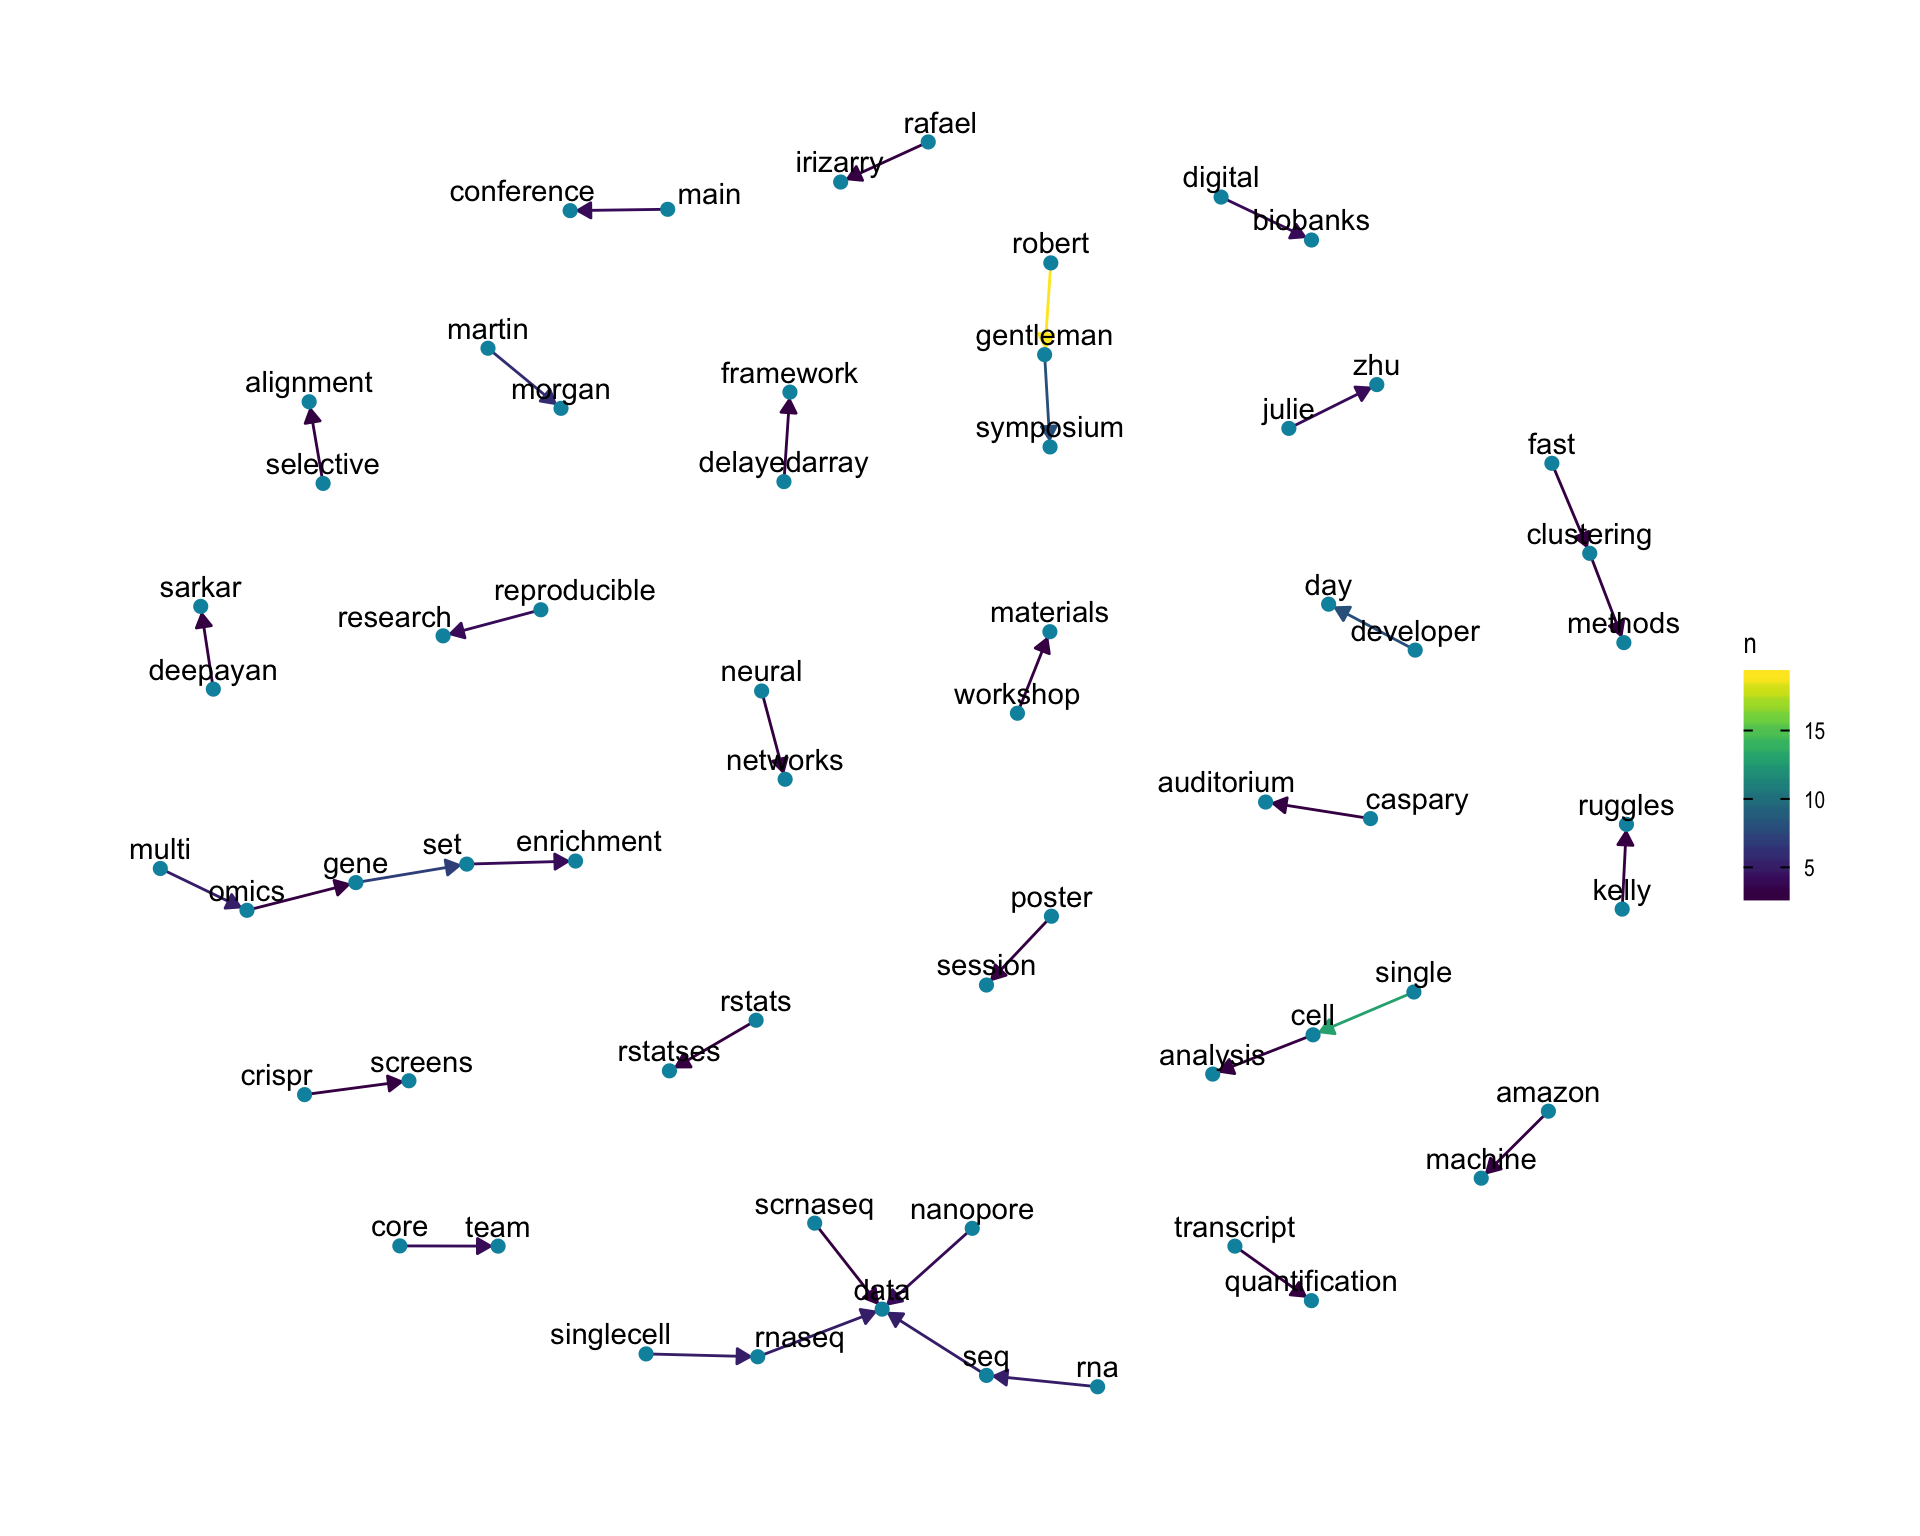 rafael
irizarry
conference
main
digital
biobanks
robert
martin
gentleman
zhu
framework
alignment
morgan
julie
symposium
fast
delayedarray
selective
clustering
sarkar
reproducible
day
materials
research
methods
developer
n
deepayan
neural
workshop
15
networks
auditorium
caspary
10
ruggles
enrichment
set
multi
gene
5
omics
kelly
poster
session
single
rstats
cell
rstatses
analysis
screens
crispr
amazon
machine
scrnaseq
nanopore
core
team
transcript
quantification
data
singlecell
rnaseq
seq
rna